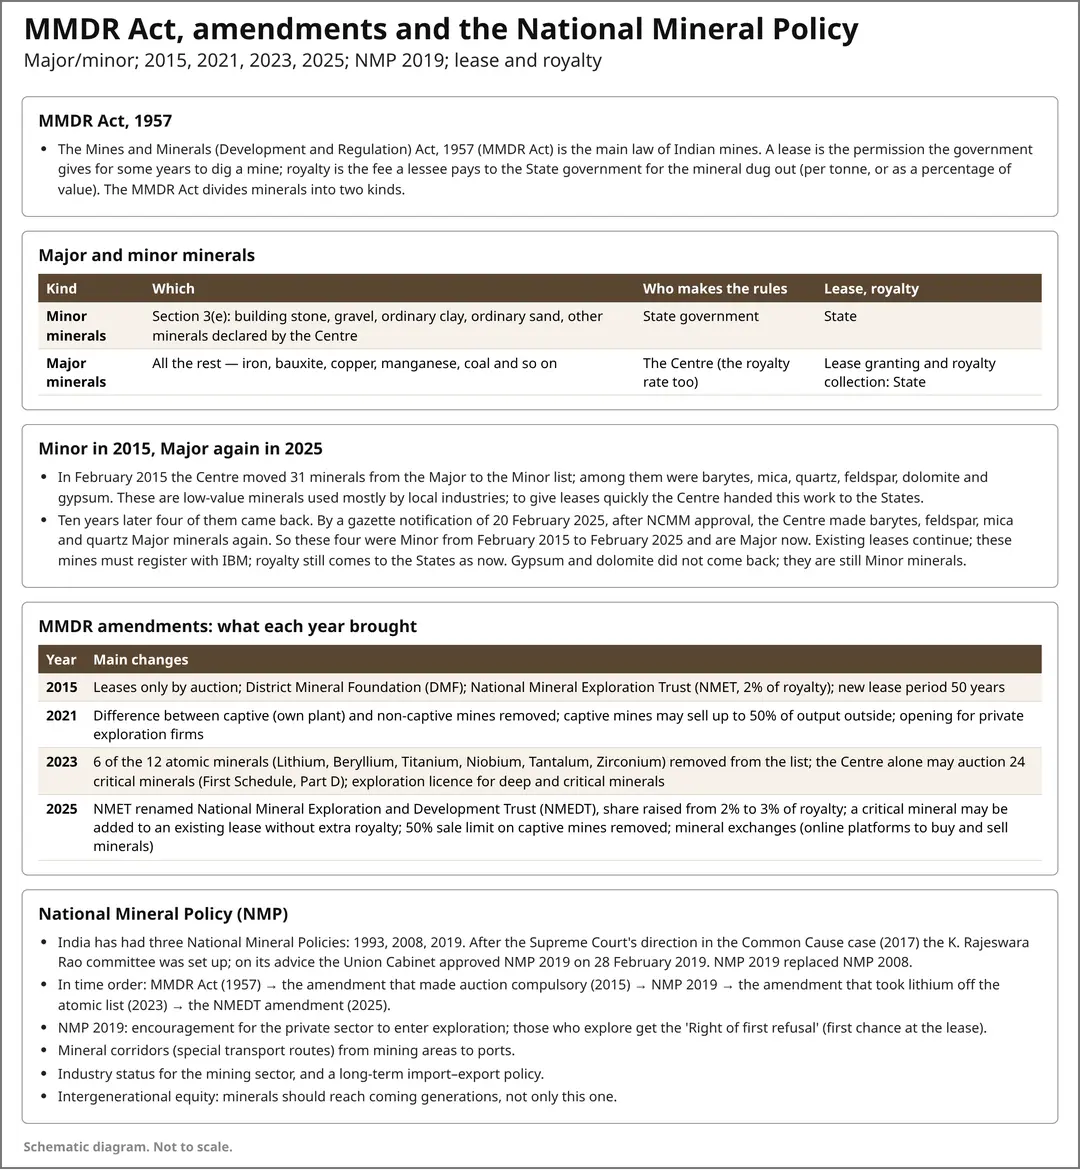 MMDR Act, amendments and the National Mineral Policy
Major/minor; 2015, 2021, 2023, 2025; NMP 2019; lease and royalty
MMDR Act, 1957
• The Mines and Minerals (Development and Regulation) Act, 1957 (MMDR Act) is the main law of Indian mines. A lease is the permission the government
gives for some years to dig a mine; royalty is the fee a lessee pays to the State government for the mineral dug out (per tonne, or as a percentage of
value). The MMDR Act divides minerals into two kinds.
Major and minor minerals
Kind Which Who makes the rules Lease, royalty
Minor Section 3(e): building stone, gravel, ordinary clay, ordinary sand, other State government State
minerals minerals declared by the Centre
Major All the rest — iron, bauxite, copper, manganese, coal and so on The Centre (the royalty Lease granting and royalty
minerals rate too) collection: State
Minor in 2015, Major again in 2025
• In February 2015 the Centre moved 31 minerals from the Major to the Minor list; among them were barytes, mica, quartz, feldspar, dolomite and
gypsum. These are low-value minerals used mostly by local industries; to give leases quickly the Centre handed this work to the States.
• Ten years later four of them came back. By a gazette notification of 20 February 2025, after NCMM approval, the Centre made barytes, feldspar, mica
and quartz Major minerals again. So these four were Minor from February 2015 to February 2025 and are Major now. Existing leases continue; these
mines must register with IBM; royalty still comes to the States as now. Gypsum and dolomite did not come back; they are still Minor minerals.
MMDR amendments: what each year brought
Year Main changes
2015 Leases only by auction; District Mineral Foundation (DMF); National Mineral Exploration Trust (NMET, 2% of royalty); new lease period 50 years
2021 Difference between captive (own plant) and non-captive mines removed; captive mines may sell up to 50% of output outside; opening for private
exploration firms
2023 6 of the 12 atomic minerals (Lithium, Beryllium, Titanium, Niobium, Tantalum, Zirconium) removed from the list; the Centre alone may auction 24
critical minerals (First Schedule, Part D); exploration licence for deep and critical minerals
2025 NMET renamed National Mineral Exploration and Development Trust (NMEDT), share raised from 2% to 3% of royalty; a critical mineral may be
added to an existing lease without extra royalty; 50% sale limit on captive mines removed; mineral exchanges (online platforms to buy and sell
minerals)
National Mineral Policy (NMP)
• India has had three National Mineral Policies: 1993, 2008, 2019. After the Supreme Court's direction in the Common Cause case (2017) the K. Rajeswara
Rao committee was set up; on its advice the Union Cabinet approved NMP 2019 on 28 February 2019. NMP 2019 replaced NMP 2008.
• In time order: MMDR Act (1957) → the amendment that made auction compulsory (2015) → NMP 2019 → the amendment that took lithium off the
atomic list (2023) → the NMEDT amendment (2025).
• NMP 2019: encouragement for the private sector to enter exploration; those who explore get the 'Right of first refusal' (first chance at the lease).
• Mineral corridors (special transport routes) from mining areas to ports.
• Industry status for the mining sector, and a long-term import–export policy.
• Intergenerational equity: minerals should reach coming generations, not only this one.
Schematic diagram. Not to scale.